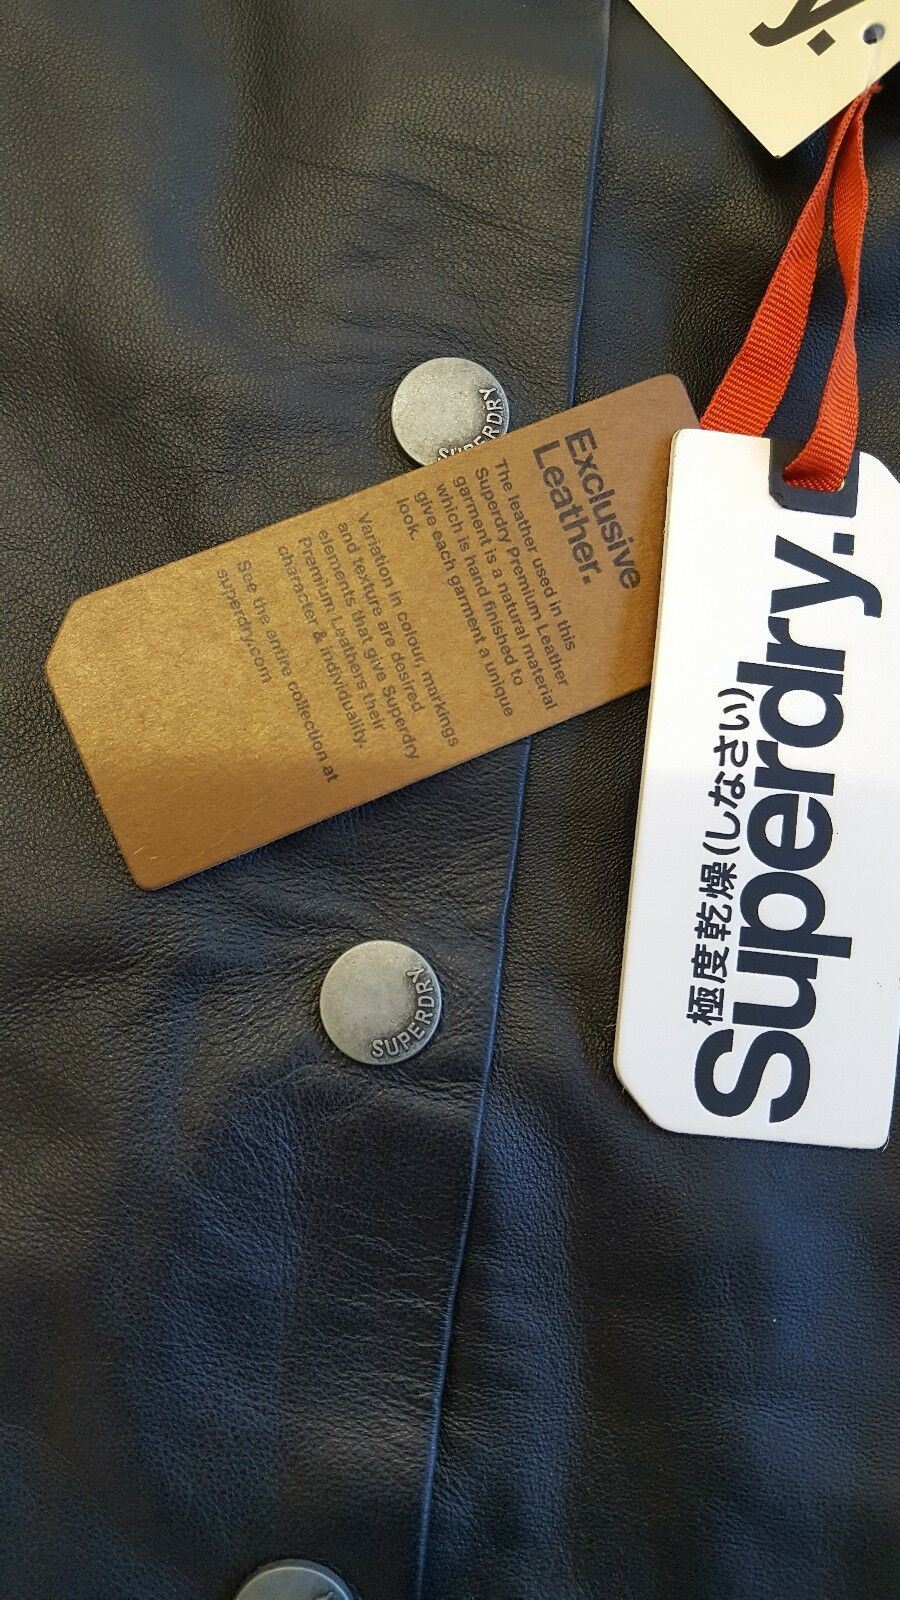 y.
SUPERDRY
Exclusive
Leather.
The leather used in this
Superdry Premium Leather
garment is a natural material
which is hand finished to
give each garment a unique
look.
Variation in colour, markings
and texture are desired
elements that give Superdry
Premium Leathers their
character & individuality.
See the entire collection at
superdry.com
極度乾燥(しなさい)
Superdry.
SUPERDRY